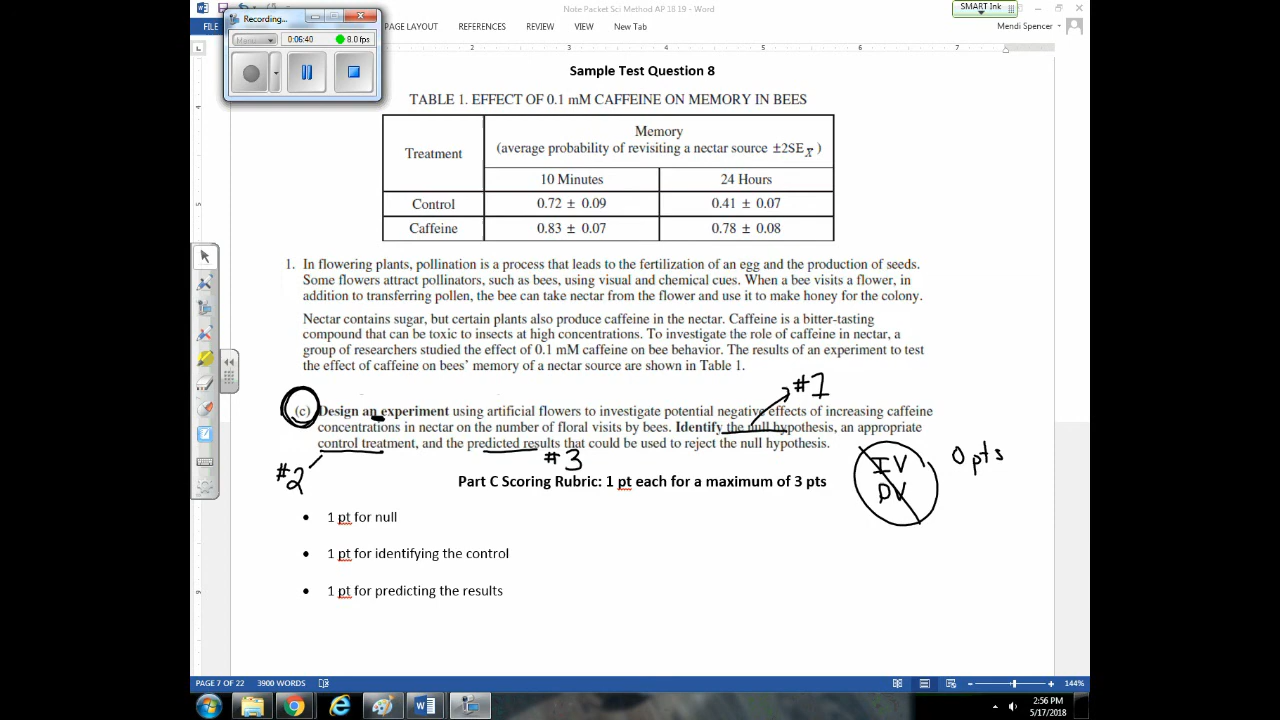 Recording...
Note Packet Sci Method AP 18 19 - Word
SMART Ink
FILE
PAGE LAYOUT
REFERENCES
REVIEW
VIEW
New Tab
Mendi Spencer
Menu
00:06:40
8.0 fps
Sample Test Question 8
TABLE 1. EFFECT OF 0.1 mM CAFFEINE ON MEMORY IN BEES
Treatment
Memory
(average probability of revisiting a nectar source ±2SEx̄ )
10 Minutes
24 Hours
Control
0.72 ± 0.09
0.41 ± 0.07
Caffeine
0.83 ± 0.07
0.78 ± 0.08
1. In flowering plants, pollination is a process that leads to the fertilization of an egg and the production of seeds.
Some flowers attract pollinators, such as bees, using visual and chemical cues. When a bee visits a flower, in
addition to transferring pollen, the bee can take nectar from the flower and use it to make honey for the colony.
Nectar contains sugar, but certain plants also produce caffeine in the nectar. Caffeine is a bitter-tasting
compound that can be toxic to insects at high concentrations. To investigate the role of caffeine in nectar, a
group of researchers studied the effect of 0.1 mM caffeine on bee behavior. The results of an experiment to test
the effect of caffeine on bees' memory of a nectar source are shown in Table 1.
#1
(c) Design an experiment using artificial flowers to investigate potential negative effects of increasing caffeine
concentrations in nectar on the number of floral visits by bees. Identify the null hypothesis, an appropriate
control treatment, and the predicted results that could be used to reject the null hypothesis.
#2
#3
IV
DV
0 pts
Part C Scoring Rubric: 1 pt each for a maximum of 3 pts
• 1 pt for null
• 1 pt for identifying the control
• 1 pt for predicting the results
PAGE 7 OF 22
3900 WORDS
144%
2:56 PM
5/17/2018